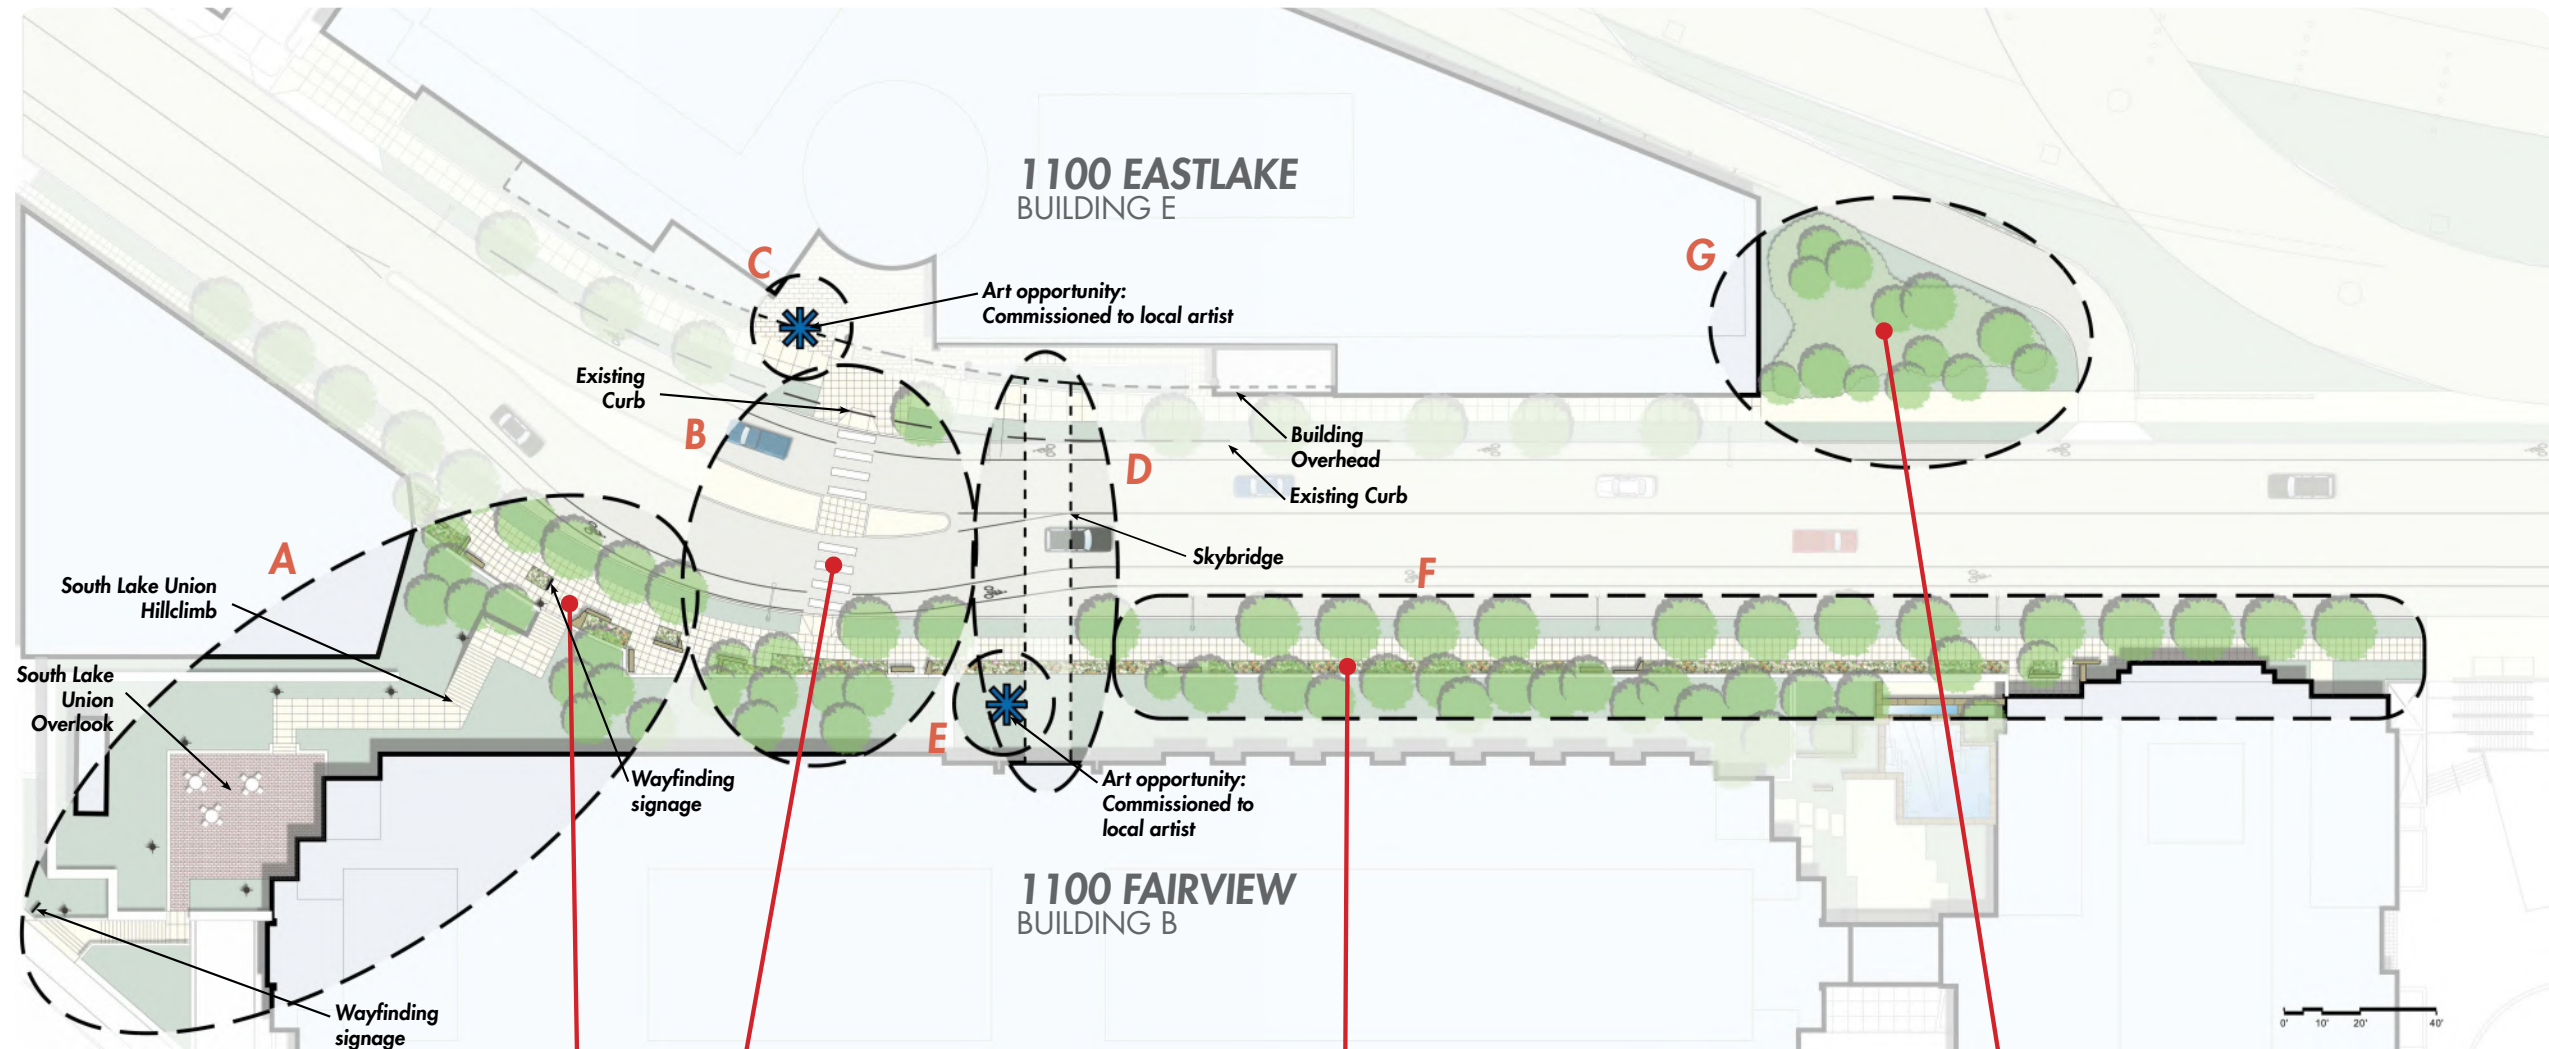 1100 EASTLAKE
BUILDING E
C
G
Art opportunity:
Commissioned to local artist
Existing
Curb
B
Building
Overhead
D
Existing Curb
A
Skybridge
F
South Lake Union
Hillclimb
South Lake
Union
Overlook
E
Wayfinding
signage
Art opportunity:
Commissioned to
local artist
1100 FAIRVIEW
BUILDING B
Wayfinding
signage
0' 10' 20' 40'